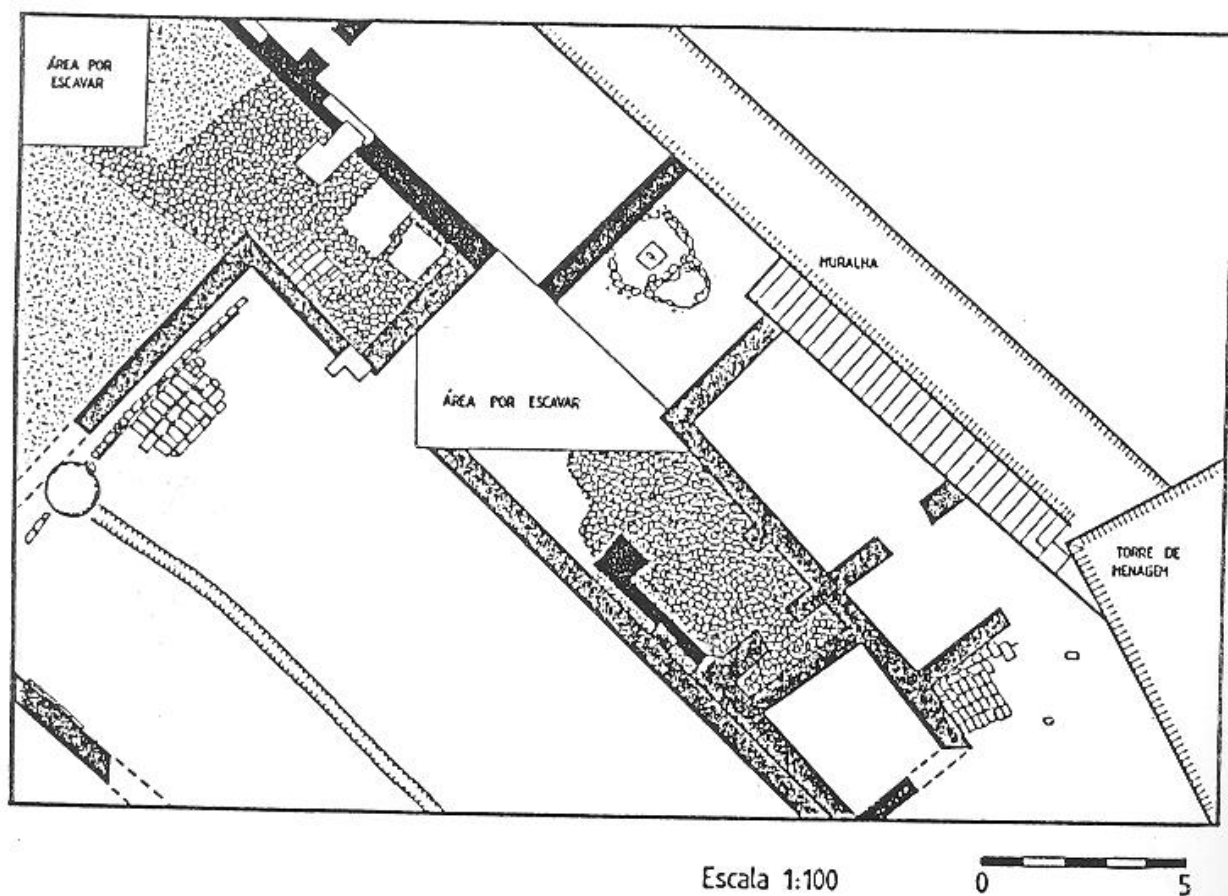 ÁREA POR
ESCAVAR
MURALHA
ÁREA POR ESCAVAR
TORRE DE
MENAGEM
Escala 1:100
0 5